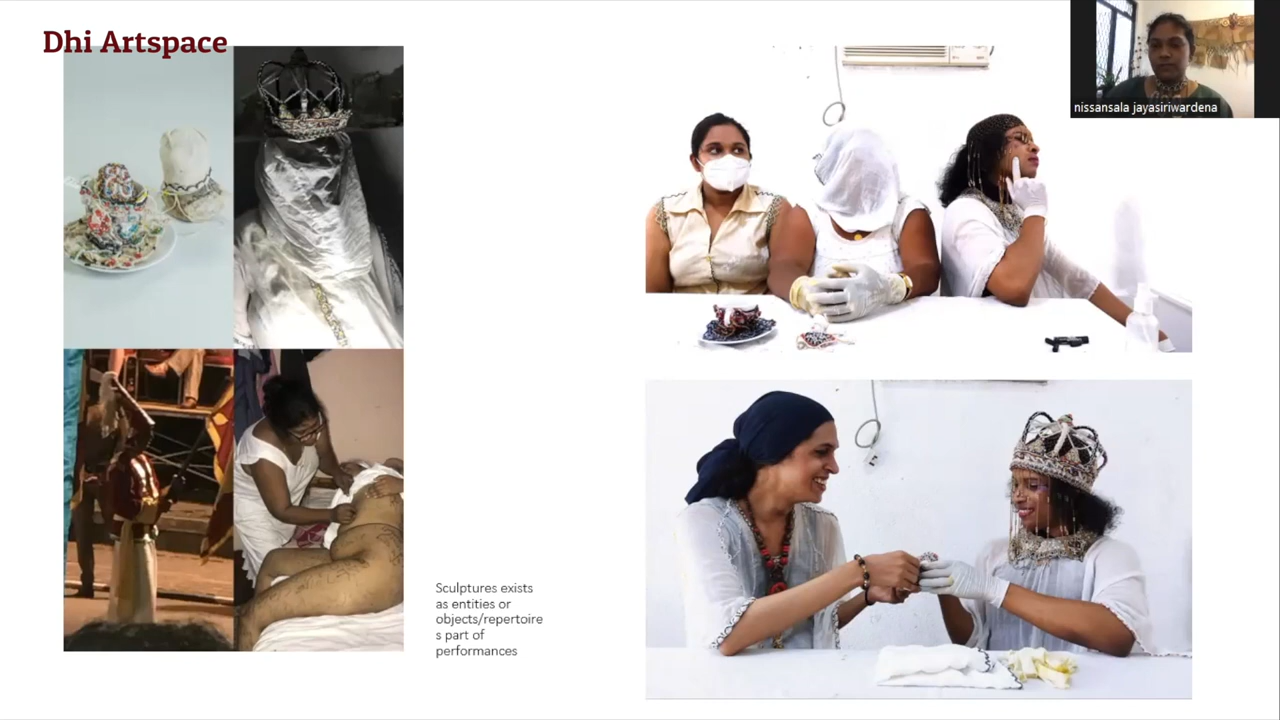 Dhi Artspace
nissansala jayasiriwardena
Sculptures exists
as entities or
objects/repertoire
s part of
performances